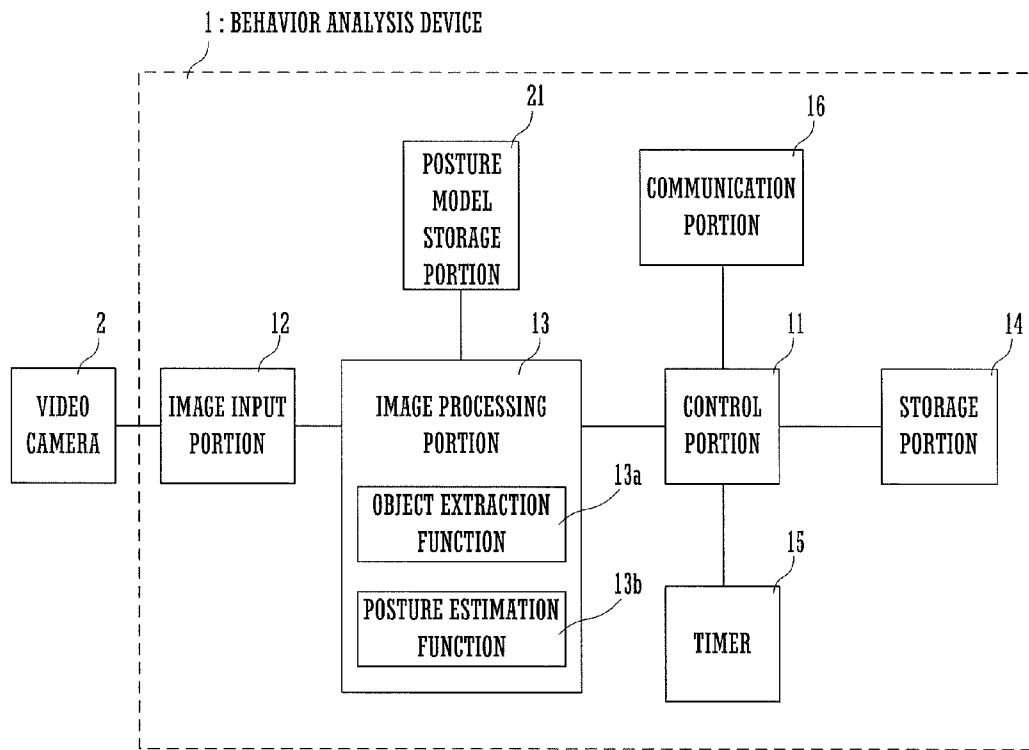 1 : BEHAVIOR ANALYSIS DEVICE
21
POSTURE
MODEL
STORAGE
PORTION
16
COMMUNICATION
PORTION
2
VIDEO
CAMERA
12
IMAGE INPUT
PORTION
13
IMAGE PROCESSING
PORTION
13a
OBJECT EXTRACTION
FUNCTION
13b
POSTURE ESTIMATION
FUNCTION
11
CONTROL
PORTION
14
STORAGE
PORTION
15
TIMER